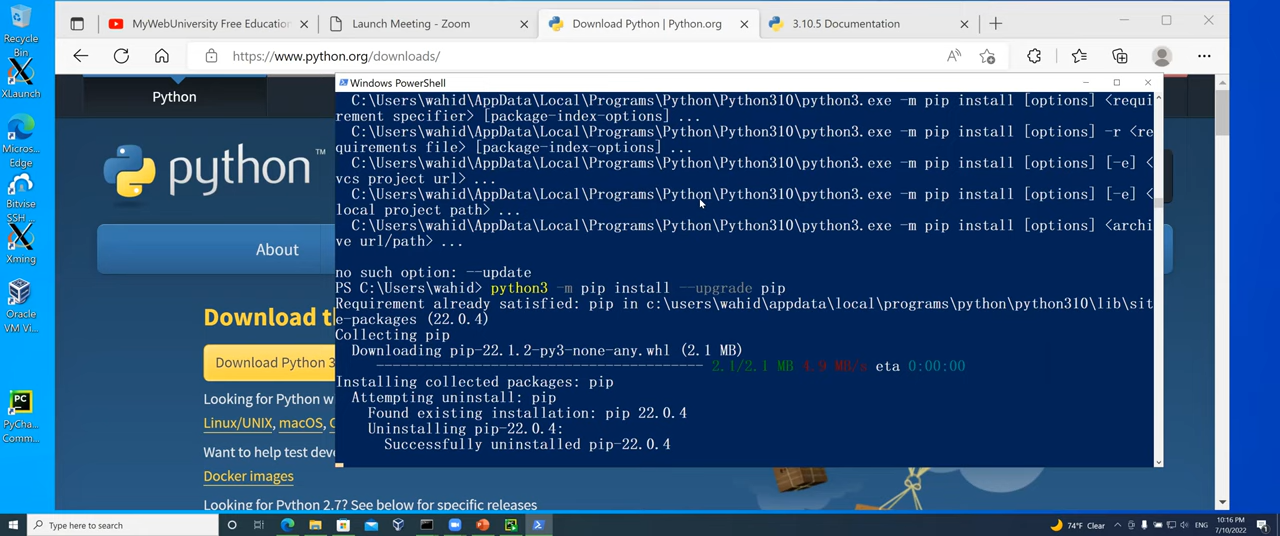 Recycle
Bin
XLaunch
Micros...
Edge
Bitvise
SSH ...
Xming
Oracle
VM Vi...
PyCha...
Comm...
MyWebUniversity Free Education
Launch Meeting - Zoom
Download Python | Python.org
3.10.5 Documentation
https://www.python.org/downloads/
Python
python™
About
Download th
Download Python 3
Looking for Python w
Linux/UNIX, macOS, O
Want to help test deve
Docker images
Looking for Python 2.7? See below for specific releases
Windows PowerShell
C:\Users\wahid\AppData\Local\Programs\Python\Python310\python3.exe -m pip install [options] <requi
rement specifier> [package-index-options] ...
C:\Users\wahid\AppData\Local\Programs\Python\Python310\python3.exe -m pip install [options] -r <re
quirements file> [package-index-options] ...
C:\Users\wahid\AppData\Local\Programs\Python\Python310\python3.exe -m pip install [options] [-e] <
vcs project url> ...
C:\Users\wahid\AppData\Local\Programs\Python\Python310\python3.exe -m pip install [options] [-e] <
local project path> ...
C:\Users\wahid\AppData\Local\Programs\Python\Python310\python3.exe -m pip install [options] <archi
ve url/path> ...
no such option: --update
PS C:\Users\wahid> python3 -m pip install --upgrade pip
Requirement already satisfied: pip in c:\users\wahid\appdata\local\programs\python\python310\lib\sit
e-packages (22.0.4)
Collecting pip
Downloading pip-22.1.2-py3-none-any.whl (2.1 MB)
---------------------------------------- 2.1/2.1 MB 4.9 MB/s eta 0:00:00
Installing collected packages: pip
Attempting uninstall: pip
Found existing installation: pip 22.0.4
Uninstalling pip-22.0.4:
Successfully uninstalled pip-22.0.4
Type here to search
74°F Clear
ENG
10:16 PM
7/10/2022